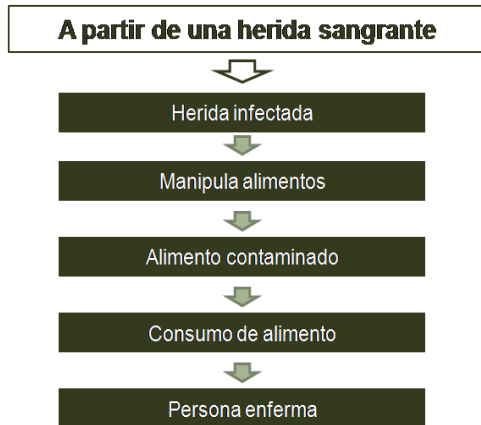 A partir de una herida sangrante
Herida infectada
Manipula alimentos
Alimento contaminado
Consumo de alimento
Persona enferma